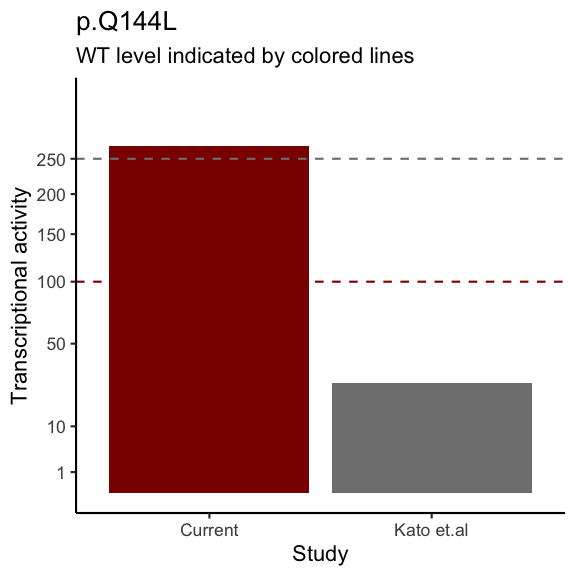 p.Q144L
WT level indicated by colored lines
Transcriptional activity
250
200
150
100
50
10
1
Current
Kato et.al
Study